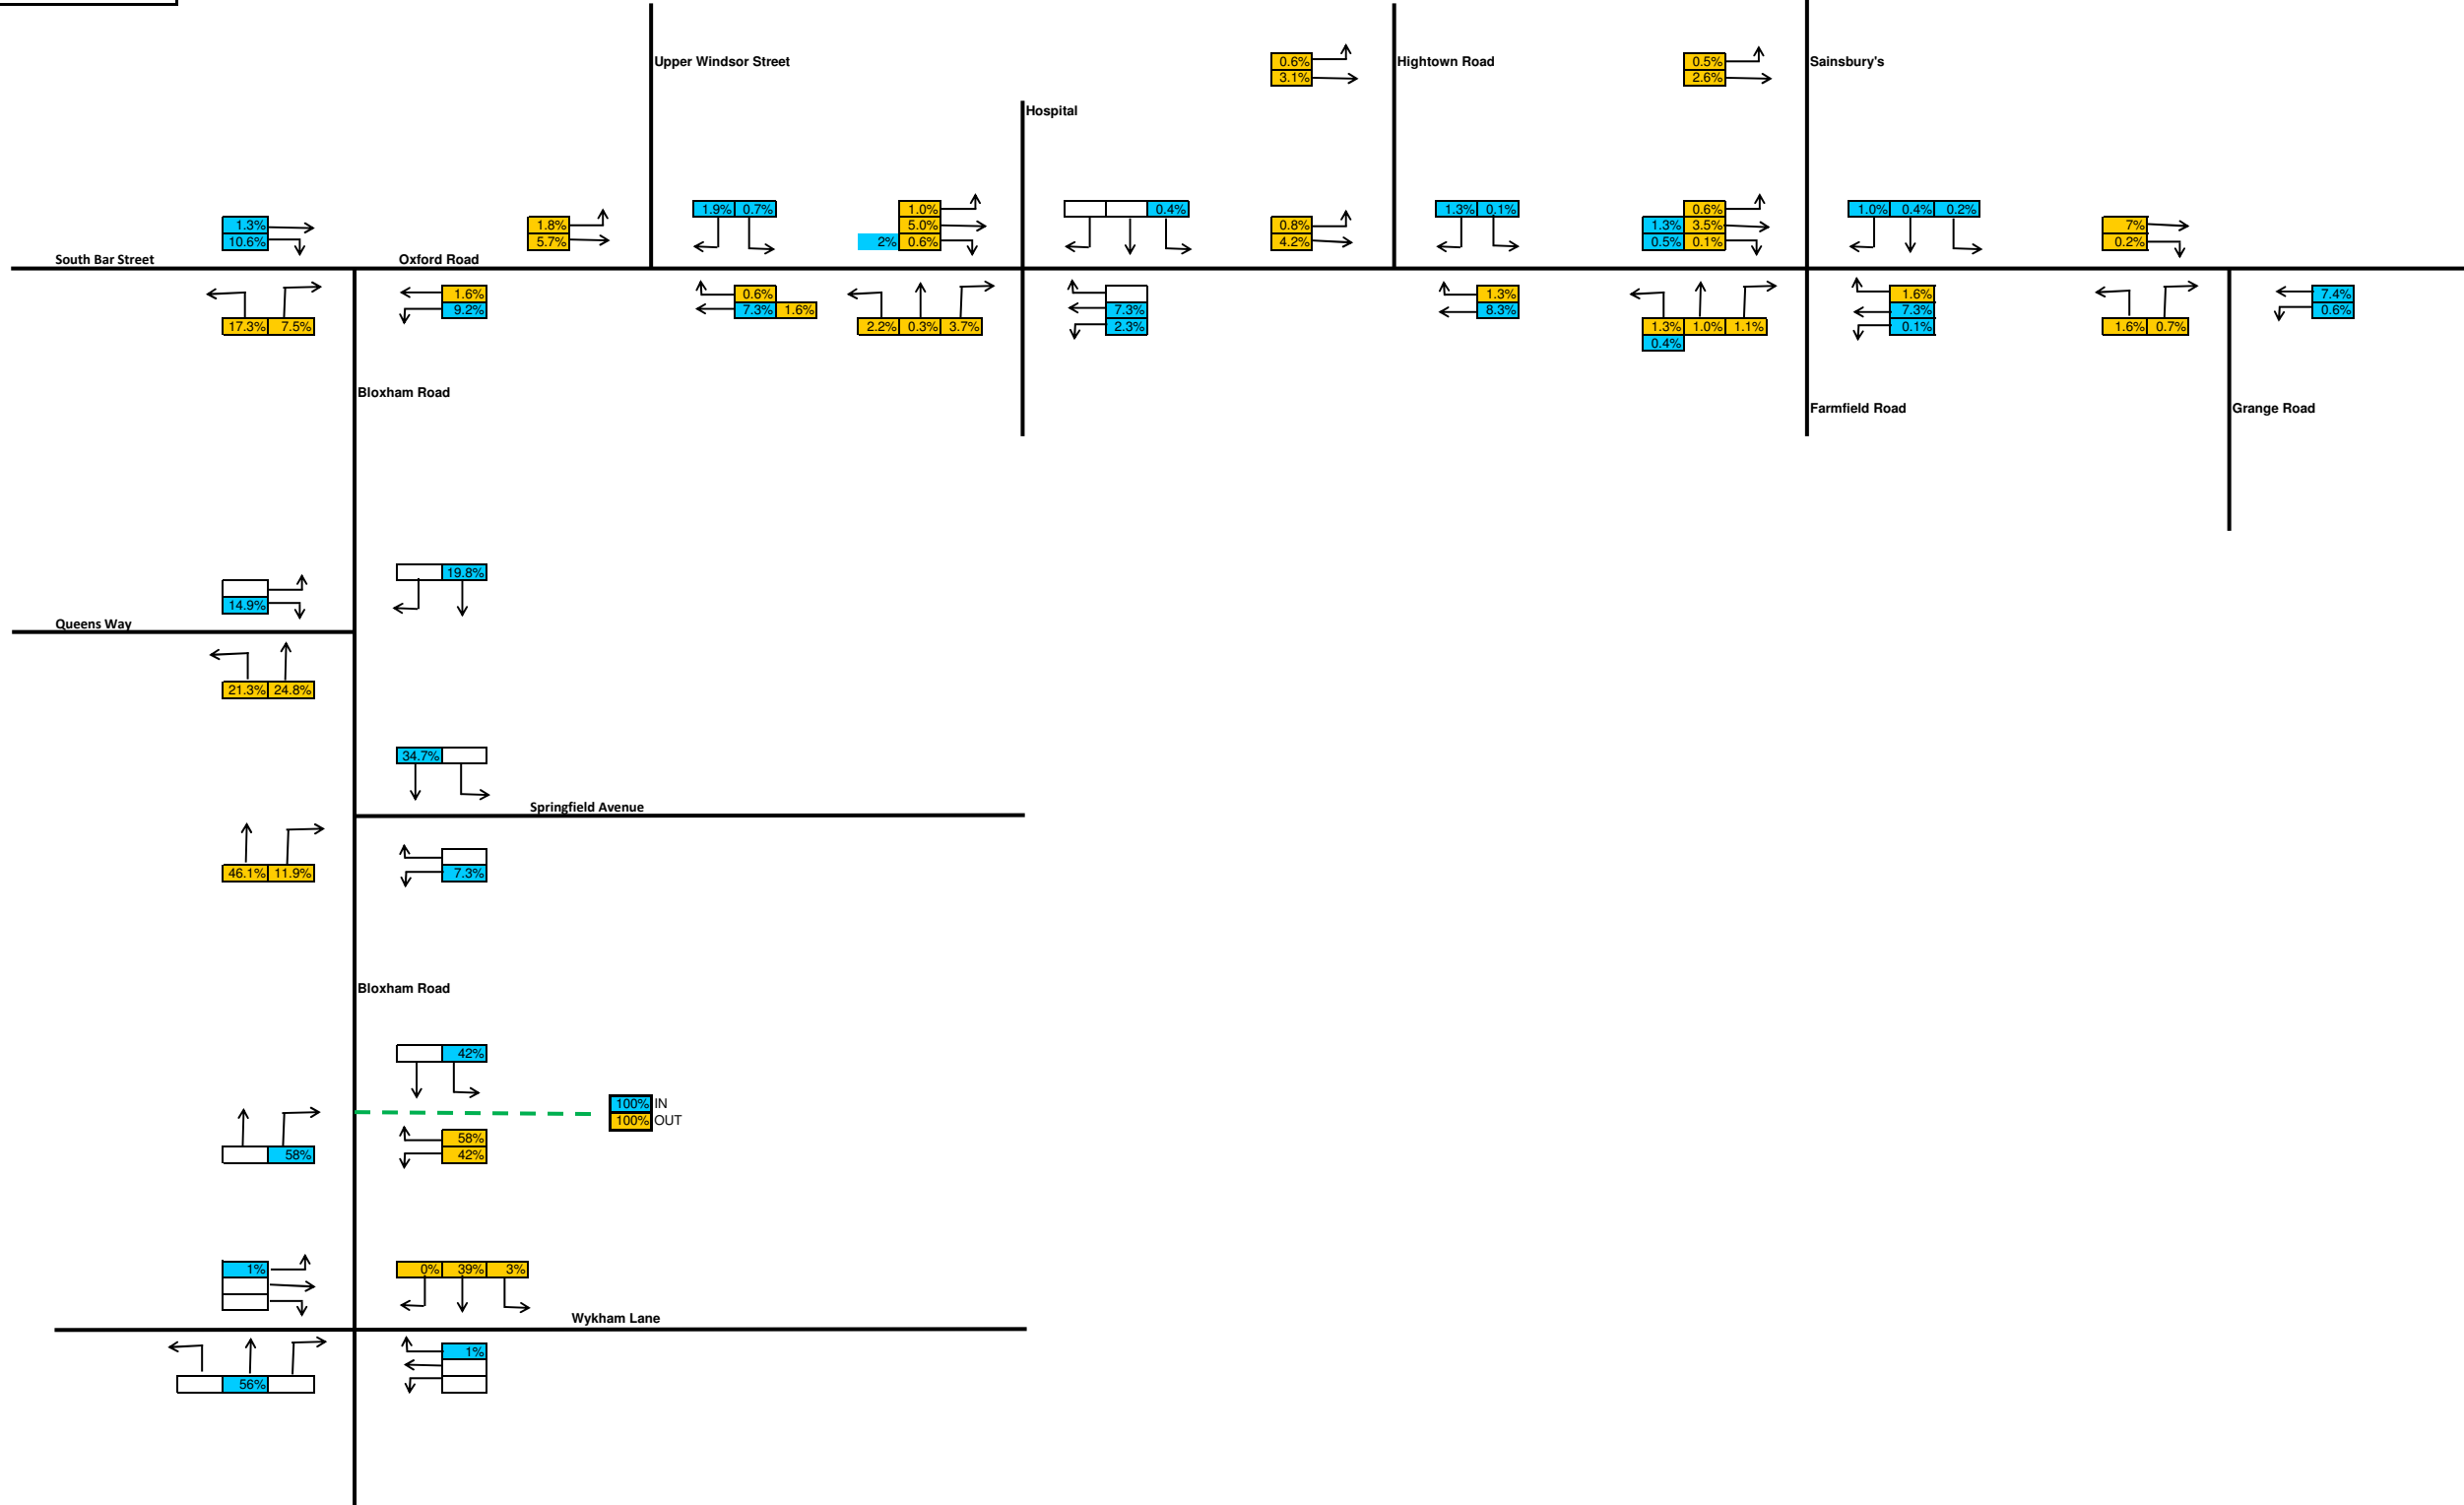 0.6%
3.1%
0.5%
2.6%
Upper Windsor Street
Hightown Road
Sainsbury's
Hospital
1.3%
10.6%
1.8%
5.7%
1.9% 0.7%
1.0%
5.0%
2% 0.6%
0.4%
0.8%
4.2%
1.3% 0.1%
0.6%
1.3% 3.5%
0.5% 0.1%
1.0% 0.4% 0.2%
7%
0.2%
South Bar Street
Oxford Road
17.3% 7.5%
1.6%
9.2%
0.6%
7.3% 1.6%
2.2% 0.3% 3.7%
7.3%
2.3%
1.3%
8.3%
1.3% 1.0% 1.1%
0.4%
1.6%
7.3%
0.1%
1.6% 0.7%
7.4%
0.6%
Bloxham Road
Farmfield Road
Grange Road
19.8%
14.9%
Queens Way
21.3% 24.8%
34.7%
Springfield Avenue
46.1% 11.9%
7.3%
Bloxham Road
42%
100% IN
100% OUT
58%
58%
42%
1%
0% 39% 3%
Wykham Lane
56%
1%